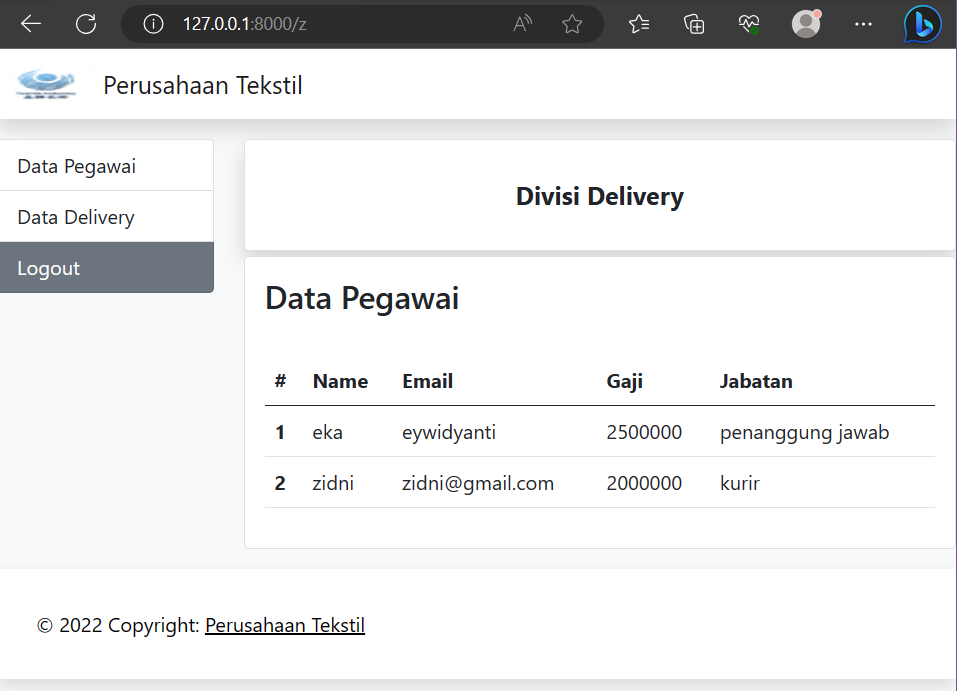 127.0.0.1:8000/z
Perusahaan Tekstil
Data Pegawai
Data Delivery
Logout
Divisi Delivery
Data Pegawai
# Name Email Gaji Jabatan
1 eka eywidyanti 2500000 penanggung jawab
2 zidni zidni@gmail.com 2000000 kurir
© 2022 Copyright: Perusahaan Tekstil